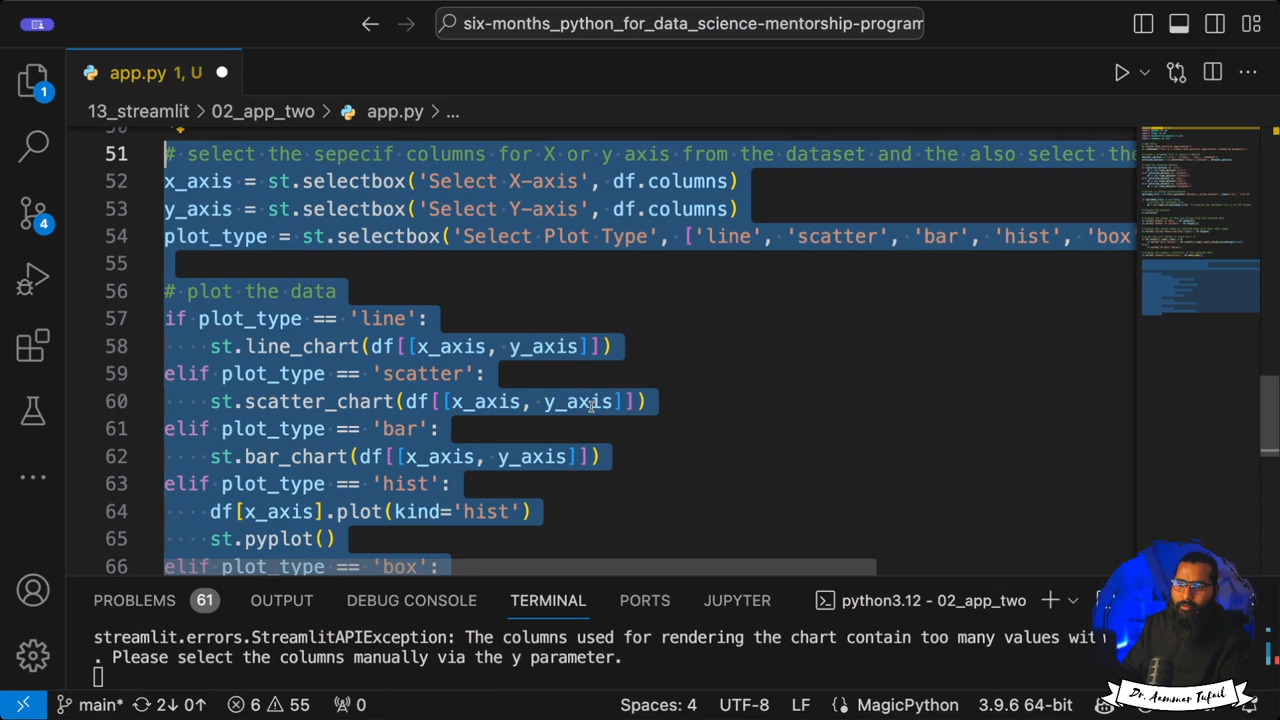 six-months_python_for_data_science-mentorship-program
app.py 1, U
13_streamlit > 02_app_two > app.py > ...
51 # select the sepecif column for X or y axis from the dataset and the also select the
52 x_axis = st.selectbox('Select X-axis', df.columns)
53 y_axis = st.selectbox('Select Y-axis', df.columns)
54 plot_type = st.selectbox('Select Plot Type', ['line', 'scatter', 'bar', 'hist', 'box
55
56 # plot the data
57 if plot_type == 'line':
58 st.line_chart(df[[x_axis, y_axis]])
59 elif plot_type == 'scatter':
60 st.scatter_chart(df[[x_axis, y_axis]])
61 elif plot_type == 'bar':
62 st.bar_chart(df[[x_axis, y_axis]])
63 elif plot_type == 'hist':
64 df[x_axis].plot(kind='hist')
65 st.pyplot()
66 elif plot_type == 'box':
PROBLEMS 61 OUTPUT DEBUG CONSOLE TERMINAL PORTS JUPYTER python3.12 - 02_app_two
streamlit.errors.StreamlitAPIException: The columns used for rendering the chart contain too many values with
. Please select the columns manually via the y parameter.
main* 2↓ 0↑ 6 55 0 Spaces: 4 UTF-8 LF MagicPython 3.9.6 64-bit
Dr. Aammar Tufail
1
4